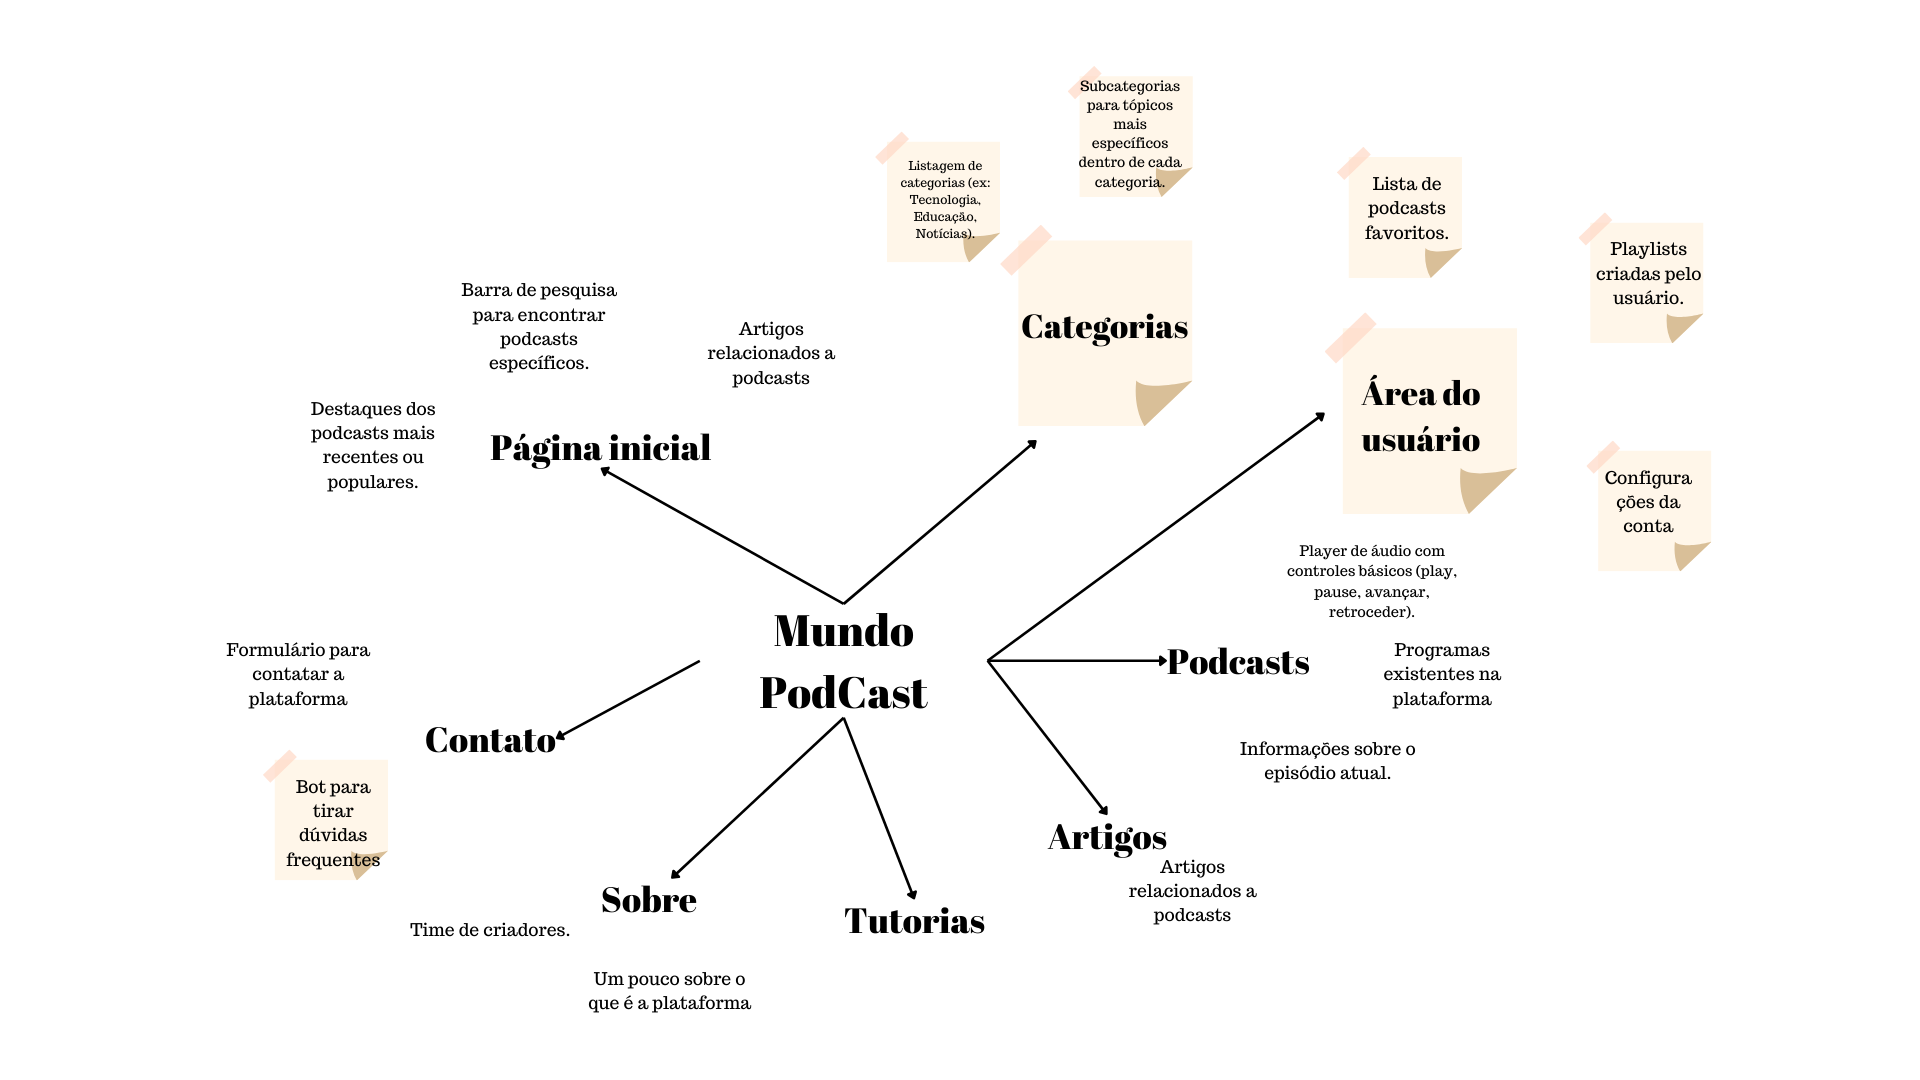 Subcategorias
para tópicos
mais
específicos
dentro de cada
categoria.
Listagem de
categorias (ex:
Tecnologia,
Educação,
Notícias).
Lista de
podcasts
favoritos.
Playlists
criadas pelo
usuário.
Categorias
Barra de pesquisa
para encontrar
podcasts
específicos.
Artigos
relacionados a
podcasts
Destaques dos
podcasts mais
recentes ou
populares.
Página inicial
Área do
usuário
Configura
ções da
conta
Player de áudio com
controles básicos (play,
pause, avançar,
retroceder).
Mundo
PodCast
Podcasts
Programas
existentes na
plataforma
Informações sobre o
episódio atual.
Formulário para
contatar a
plataforma
Contato
Bot para
tirar
dúvidas
frequentes
Artigos
Artigos
relacionados a
podcasts
Sobre
Time de criadores.
Um pouco sobre o
que é a plataforma
Tutorias